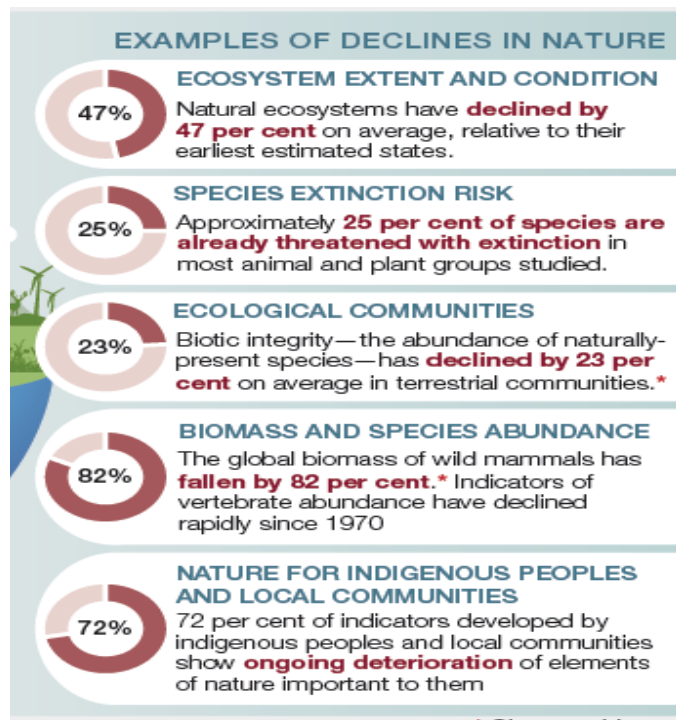 EXAMPLES OF DECLINES IN NATURE
47%
ECOSYSTEM EXTENT AND CONDITION
Natural ecosystems have declined by
47 per cent on average, relative to their
earliest estimated states.
25%
SPECIES EXTINCTION RISK
Approximately 25 per cent of species are
already threatened with extinction in
most animal and plant groups studied.
23%
ECOLOGICAL COMMUNITIES
Biotic integrity—the abundance of naturally-
present species—has declined by 23 per
cent on average in terrestrial communities.*
82%
BIOMASS AND SPECIES ABUNDANCE
The global biomass of wild mammals has
fallen by 82 per cent.* Indicators of
vertebrate abundance have declined
rapidly since 1970
72%
NATURE FOR INDIGENOUS PEOPLES
AND LOCAL COMMUNITIES
72 per cent of indicators developed by
indigenous peoples and local communities
show ongoing deterioration of elements
of nature important to them